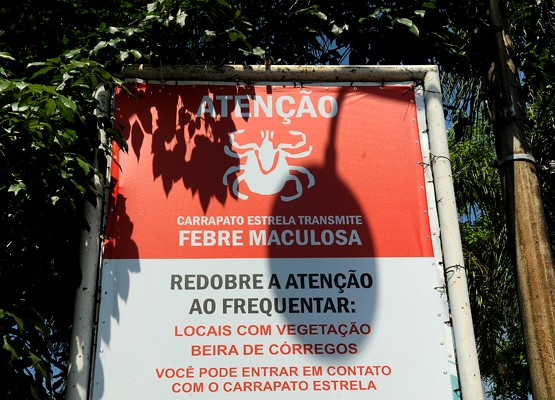 ATENÇÃO
CARRAPATO ESTRELA TRANSMITE
FEBRE MACULOSA
REDOBRE A ATENÇÃO
AO FREQUENTAR:
LOCAIS COM VEGETAÇÃO
BEIRA DE CÓRREGOS
VOCÊ PODE ENTRAR EM CONTATO
COM O CARRAPATO ESTRELA